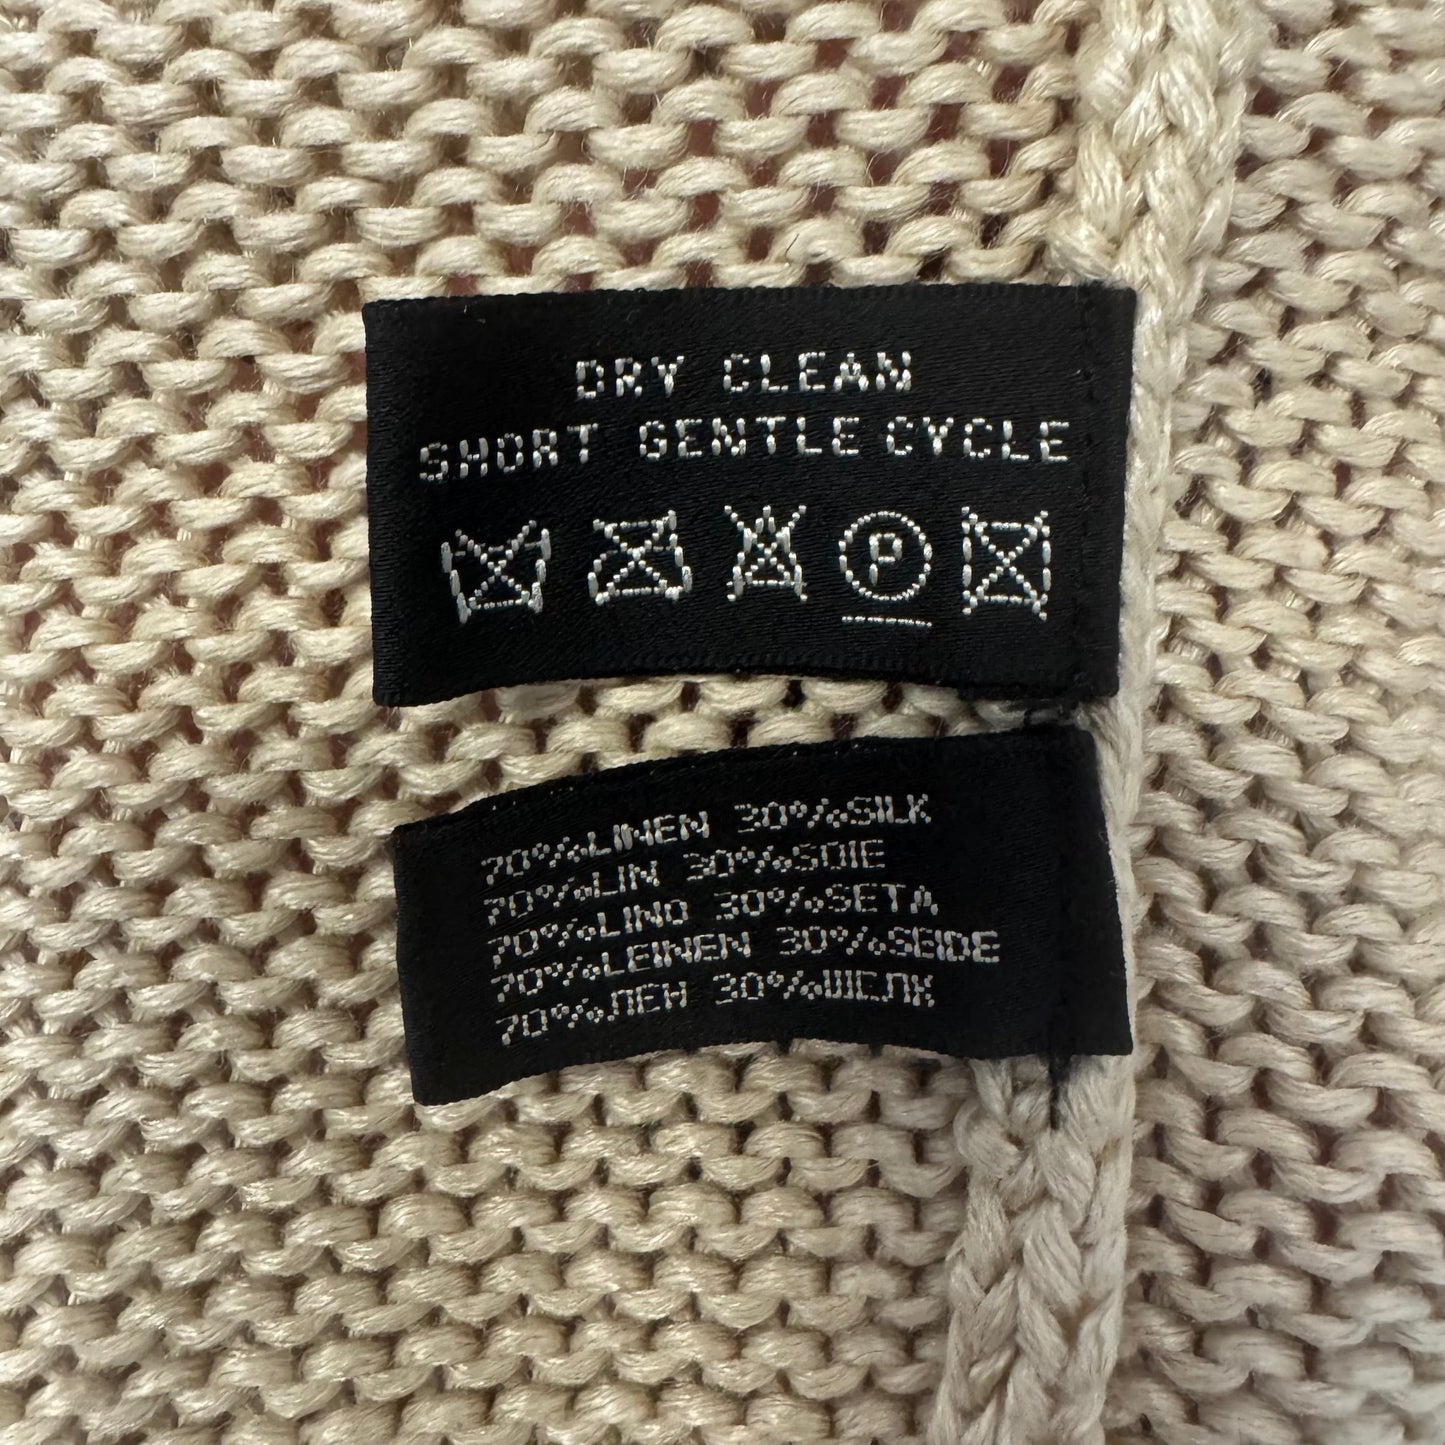 DRY CLEAN
SHORT GENTLE CYCLE
P
70%LINEN 30%SILK
70%LIN 30%SOIE
70%LINO 30%SETA
70%LEINEN 30%SEIDE
70%ЛЕН 30%ШЕЛК